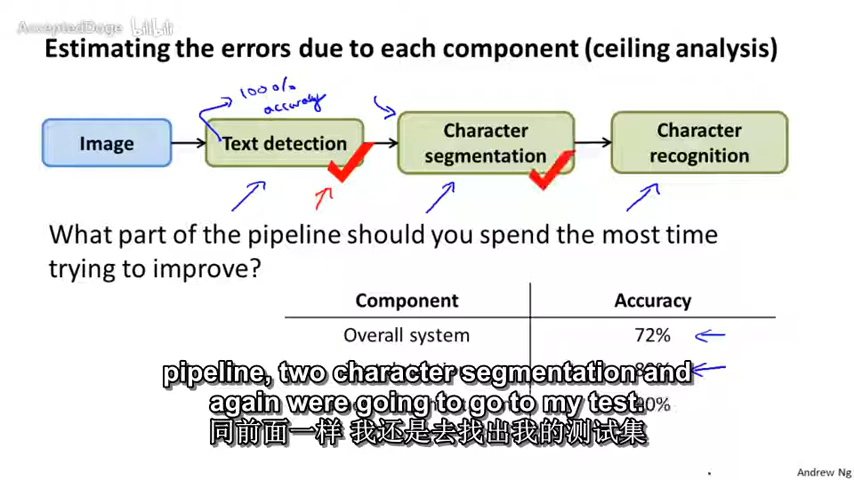 AcceptedDoge bilibili
Estimating the errors due to each component (ceiling analysis)
100% accuracy
Image
Text detection
Character segmentation
Character recognition
What part of the pipeline should you spend the most time
trying to improve?
Component Accuracy
Overall system 72%
pipeline, two character segmentation and
again were going to go to my test.
同前面一样 我还是去找出我的测试集
Andrew Ng